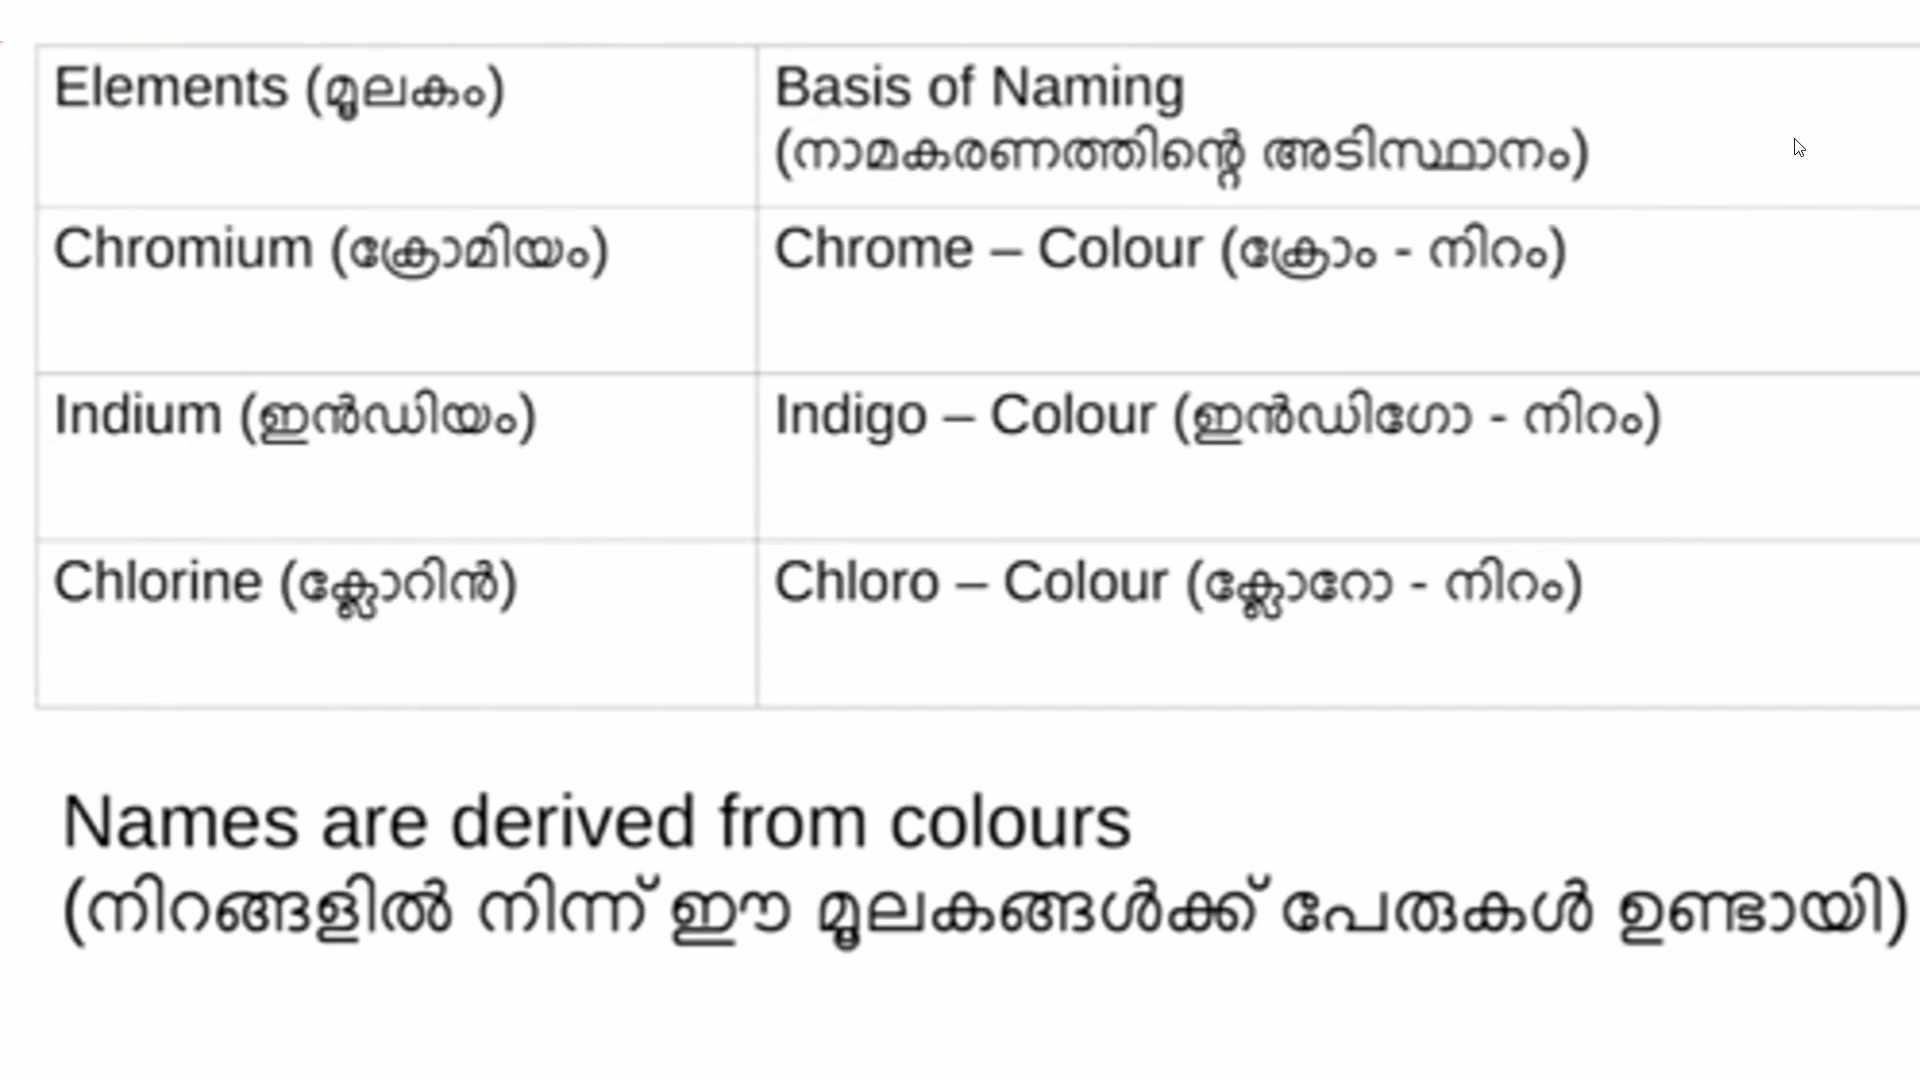 Elements (മൂലകം)
Basis of Naming
(നാമകരണത്തിന്റെ അടിസ്ഥാനം)
Chromium (ക്രോമിയം)
Chrome – Colour (ക്രോം - നിറം)
Indium (ഇൻഡിയം)
Indigo – Colour (ഇൻഡിഗോ - നിറം)
Chlorine (ക്ലോറിൻ)
Chloro – Colour (ക്ലോറോ - നിറം)
Names are derived from colours
(നിറങ്ങളിൽ നിന്ന് ഈ മൂലകങ്ങൾക്ക് പേരുകൾ ഉണ്ടായി)